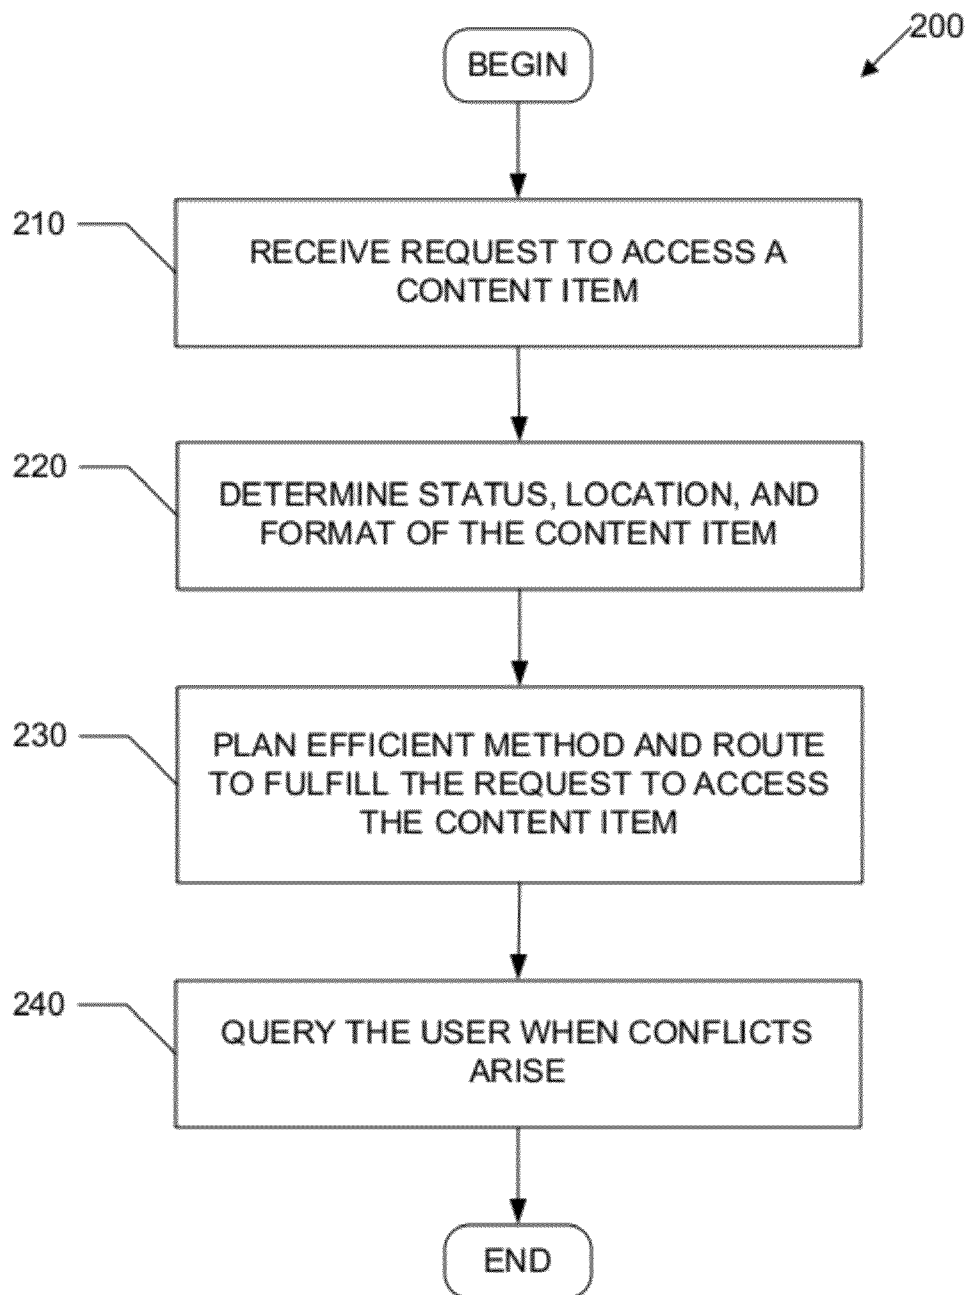 200
BEGIN
210
RECEIVE REQUEST TO ACCESS A
CONTENT ITEM
220
DETERMINE STATUS, LOCATION, AND
FORMAT OF THE CONTENT ITEM
230
PLAN EFFICIENT METHOD AND ROUTE
TO FULFILL THE REQUEST TO ACCESS
THE CONTENT ITEM
240
QUERY THE USER WHEN CONFLICTS
ARISE
END